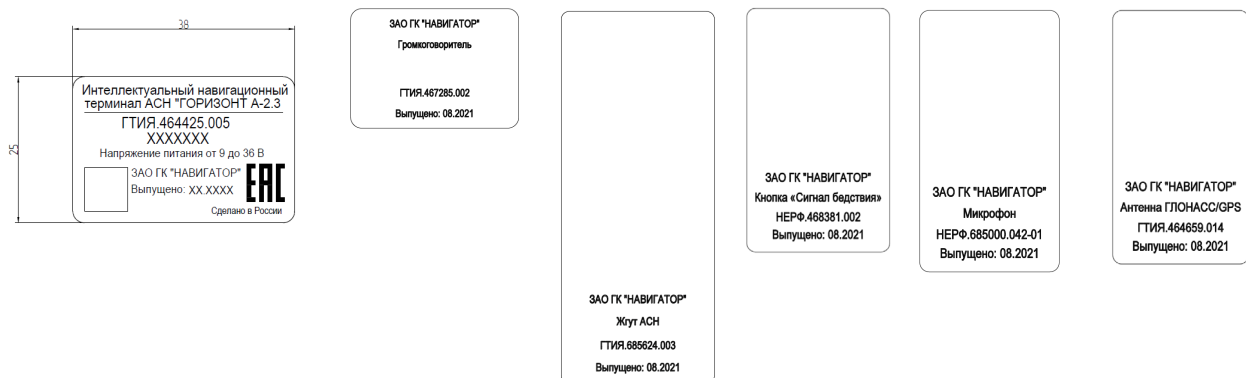 38
25
Интеллектуальный навигационный
терминал АСН "ГОРИЗОНТ А-2.3
ГТИЯ.464425.005
XXXXXXX
Напряжение питания от 9 до 36 В
ЗАО ГК "НАВИГАТОР"
Выпущено: XX.XXXX
EAC
Сделано в России
ЗАО ГК "НАВИГАТОР"
Громкоговоритель
ГТИЯ.467285.002
Выпущено: 08.2021
ЗАО ГК "НАВИГАТОР"
Жгут АСН
ГТИЯ.685624.003
Выпущено: 08.2021
ЗАО ГК "НАВИГАТОР"
Кнопка «Сигнал бедствия»
НЕРФ.468381.002
Выпущено: 08.2021
ЗАО ГК "НАВИГАТОР"
Микрофон
НЕРФ.685000.042-01
Выпущено: 08.2021
ЗАО ГК "НАВИГАТОР"
Антенна ГЛОНАСС/GPS
ГТИЯ.464659.014
Выпущено: 08.2021